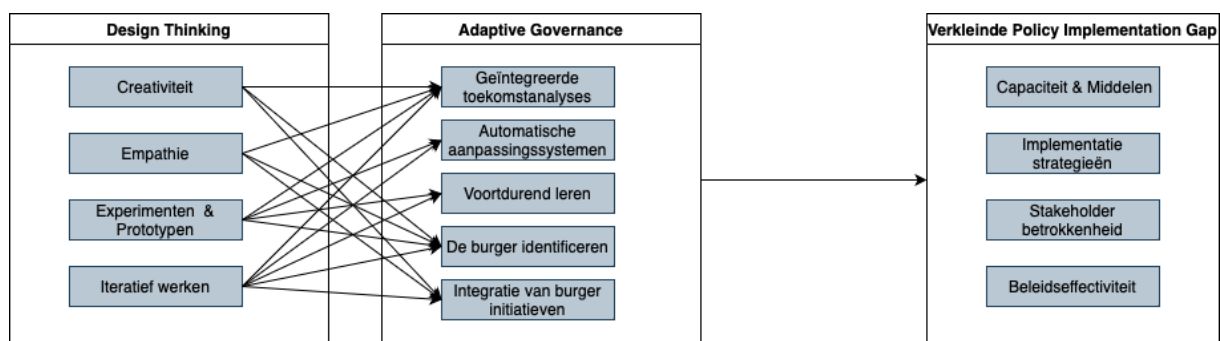 Design Thinking
Creativiteit
Empathie
Experimenten &
Prototypen
Iteratief werken
Adaptive Governance
Geïntegreerde
toekomstanalyses
Automatische
aanpassingssystemen
Voortdurend leren
De burger identificeren
Integratie van burger
initiatieven
Verkleinde Policy Implementation Gap
Capaciteit & Middelen
Implementatie
strategieën
Stakeholder
betrokkenheid
Beleidseffectiviteit